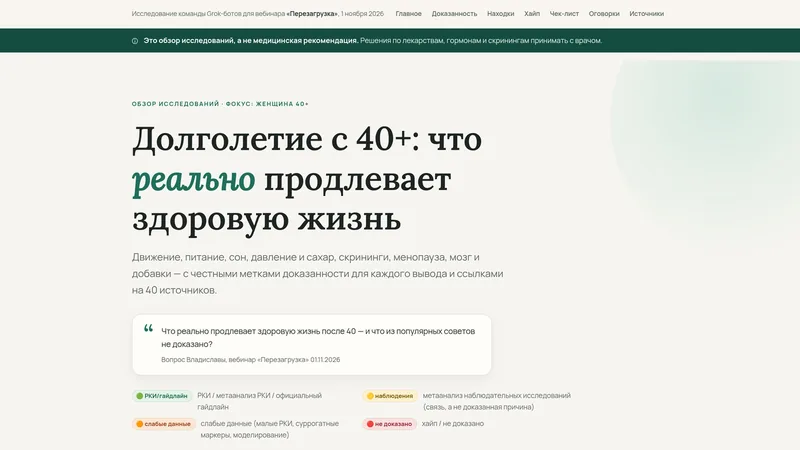 Исследование команды Grok-ботов для вебинара «Перезагрузка», 1 ноября 2026
Главное Доказанность Находки Хайп Чек-лист Оговорки Источники
Это обзор исследований, а не медицинская рекомендация. Решения по лекарствам, гормонам и скринингам принимать с врачом.
ОБЗОР ИССЛЕДОВАНИЙ · ФОКУС: ЖЕНЩИНА 40+
Долголетие с 40+: что
реально продлевает
здоровую жизнь
Движение, питание, сон, давление и сахар, скрининги, менопауза, мозг и
добавки — с честными метками доказанности для каждого вывода и ссылками
на 40 источников.
“ Что реально продлевает здоровую жизнь после 40 — и что из популярных советов
не доказано?
Вопрос Владиславы, вебинар «Перезагрузка» 01.11.2026
РКИ/гайдлайн РКИ / метаанализ РКИ / официальный
гайдлайн
наблюдения метаанализ наблюдательных исследований
(связь, а не доказанная причина)
слабые данные слабые данные (малые РКИ, суррогатные
маркеры, моделирование)
не доказано хайп / не доказано